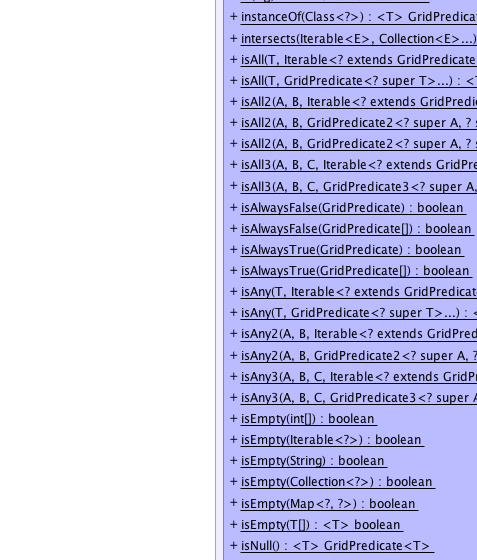 + instanceOf(Class<?>) : <T> GridPredica
+ intersects(Iterable<E>, Collection<E>...)
+ isAll(T, Iterable<? extends GridPredicate
+ isAll(T, GridPredicate<? super T>...) : <
+ isAll2(A, B, Iterable<? extends GridPredi
+ isAll2(A, B, GridPredicate2<? super A, ? s
+ isAll2(A, B, GridPredicate2<? super A, ? s
+ isAll3(A, B, C, Iterable<? extends GridPre
+ isAll3(A, B, C, GridPredicate3<? super A,
+ isAlwaysFalse(GridPredicate) : boolean
+ isAlwaysFalse(GridPredicate[]) : boolean
+ isAlwaysTrue(GridPredicate) : boolean
+ isAlwaysTrue(GridPredicate[]) : boolean
+ isAny(T, Iterable<? extends GridPredicat
+ isAny(T, GridPredicate<? super T>...) : <
+ isAny2(A, B, Iterable<? extends GridPred
+ isAny2(A, B, GridPredicate2<? super A, ?
+ isAny3(A, B, C, Iterable<? extends GridP
+ isAny3(A, B, C, GridPredicate3<? super A
+ isEmpty(int[]) : boolean
+ isEmpty(Iterable<?>) : boolean
+ isEmpty(String) : boolean
+ isEmpty(Collection<?>) : boolean
+ isEmpty(Map<?, ?>) : boolean
+ isEmpty(T[]) : <T> boolean
+ isNull() : <T> GridPredicate<T>